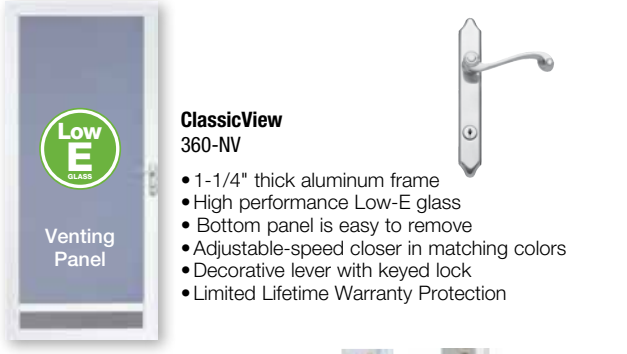 Low
E
GLASS
Venting
Panel
ClassicView
360-NV
• 1-1/4" thick aluminum frame
• High performance Low-E glass
• Bottom panel is easy to remove
• Adjustable-speed closer in matching colors
• Decorative lever with keyed lock
• Limited Lifetime Warranty Protection